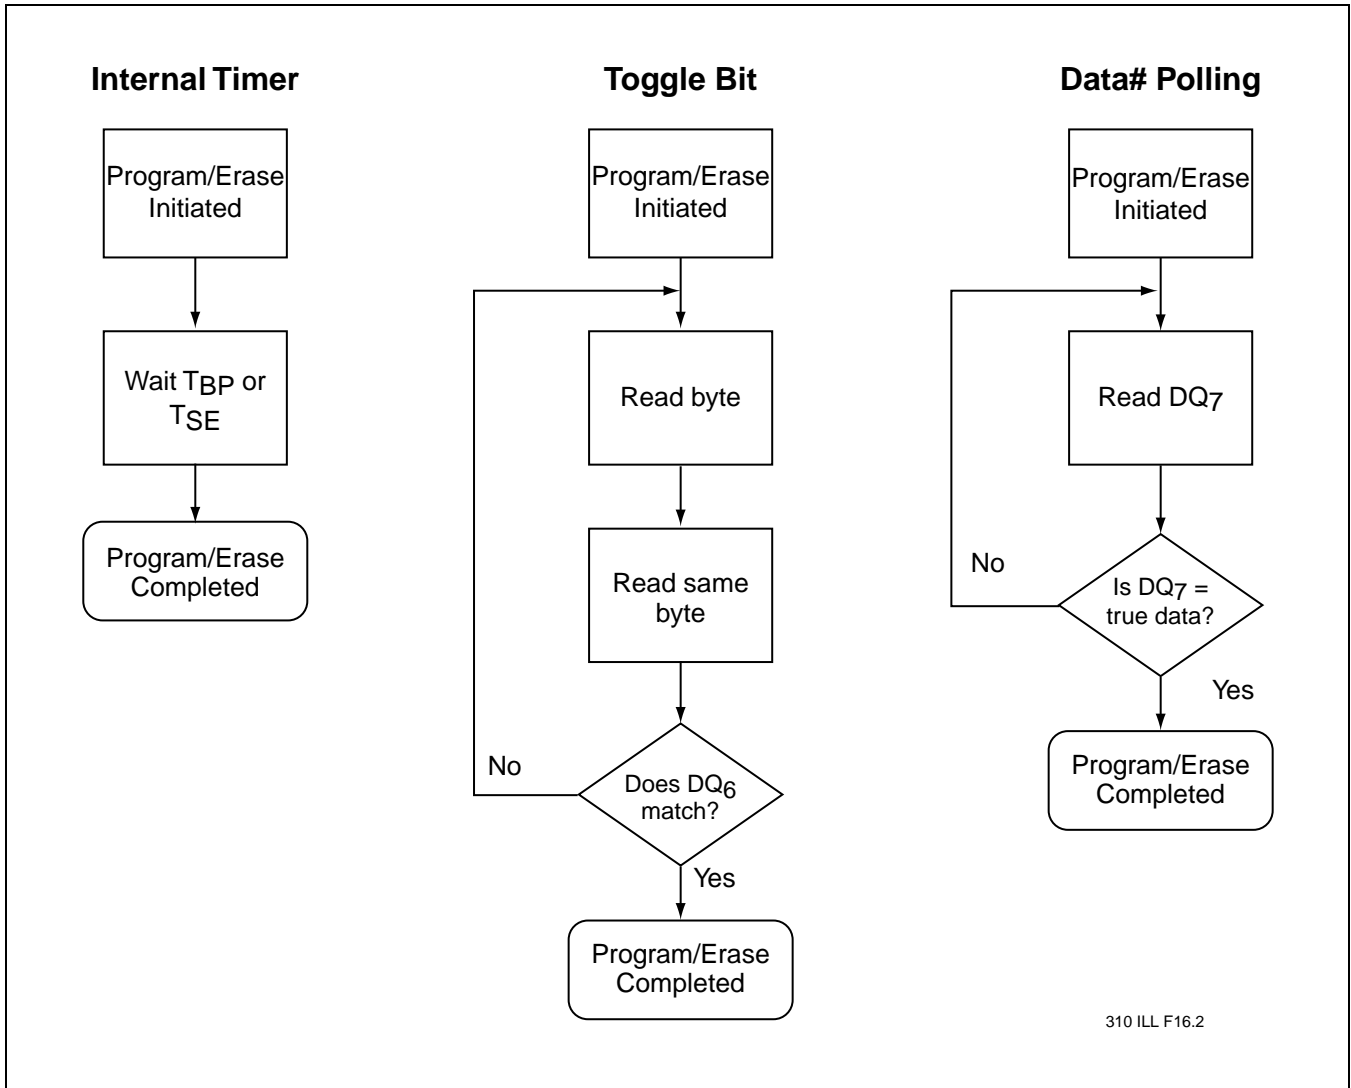 Internal Timer
Program/Erase
Initiated
Wait TBP or
TSE
Program/Erase
Completed
Toggle Bit
Program/Erase
Initiated
Read byte
Read same
byte
Does DQ6
match?
No
Yes
Program/Erase
Completed
Data# Polling
Program/Erase
Initiated
Read DQ7
Is DQ7 =
true data?
No
Yes
Program/Erase
Completed
310 ILL F16.2